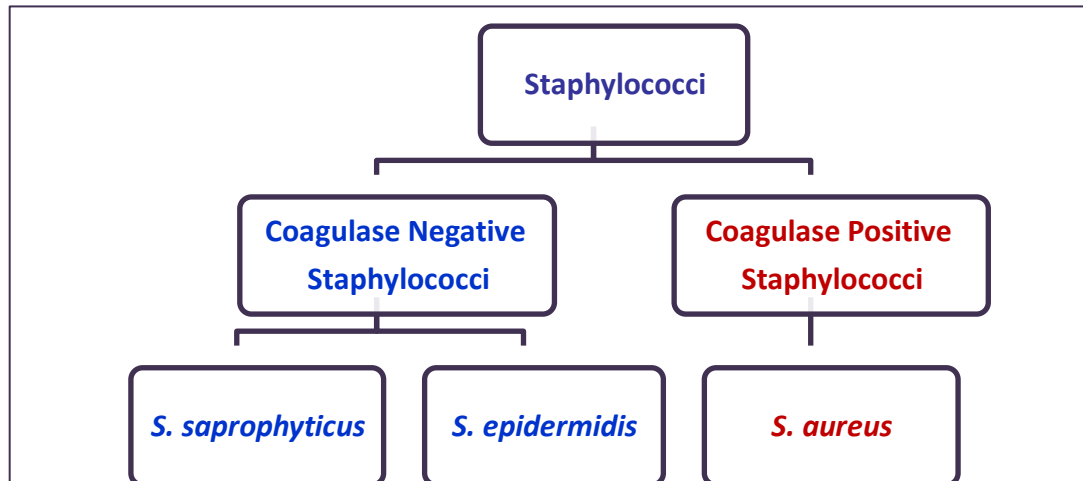 Staphylococci
Coagulase Negative
Staphylococci
Coagulase Positive
Staphylococci
S. saprophyticus
S. epidermidis
S. aureus